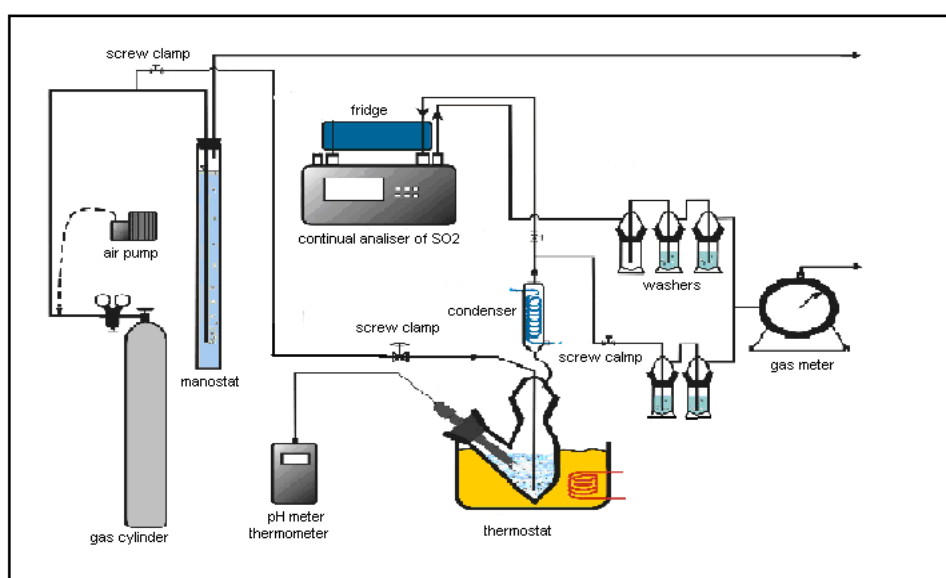 screw clamp
fridge
continual analiser of SO2
air pump
washers
condenser
screw clamp
screw calmp
gas meter
manostat
pH meter
thermometer
thermostat
gas cylinder